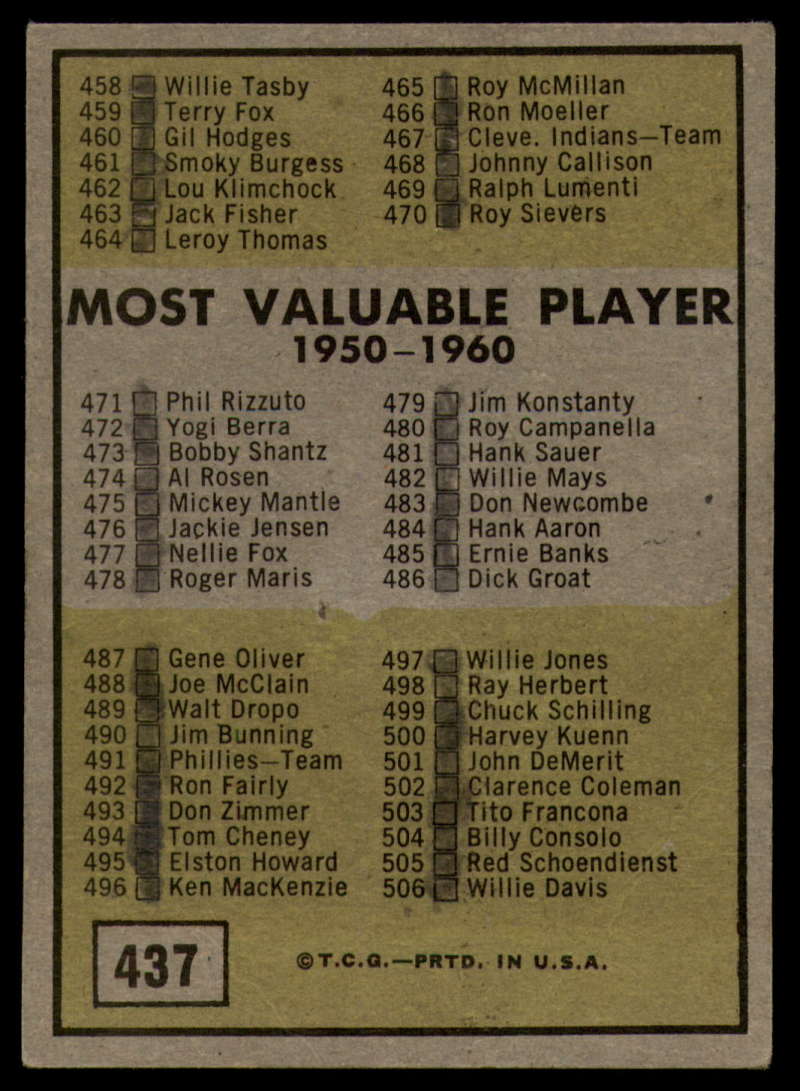 458 Willie Tasby
459 Terry Fox
460 Gil Hodges
461 Smoky Burgess
462 Lou Klimchock
463 Jack Fisher
464 Leroy Thomas
465 Roy McMillan
466 Ron Moeller
467 Cleve. Indians—Team
468 Johnny Callison
469 Ralph Lumenti
470 Roy Sievers
MOST VALUABLE PLAYER
1950-1960
471 Phil Rizzuto
472 Yogi Berra
473 Bobby Shantz
474 Al Rosen
475 Mickey Mantle
476 Jackie Jensen
477 Nellie Fox
478 Roger Maris
479 Jim Konstanty
480 Roy Campanella
481 Hank Sauer
482 Willie Mays
483 Don Newcombe
484 Hank Aaron
485 Ernie Banks
486 Dick Groat
487 Gene Oliver
488 Joe McClain
489 Walt Dropo
490 Jim Bunning
491 Phillies—Team
492 Ron Fairly
493 Don Zimmer
494 Tom Cheney
495 Elston Howard
496 Ken MacKenzie
497 Willie Jones
498 Ray Herbert
499 Chuck Schilling
500 Harvey Kuenn
501 John DeMerit
502 Clarence Coleman
503 Tito Francona
504 Billy Consolo
505 Red Schoendienst
506 Willie Davis
437
©T.C.G.—PRTD. IN U.S.A.